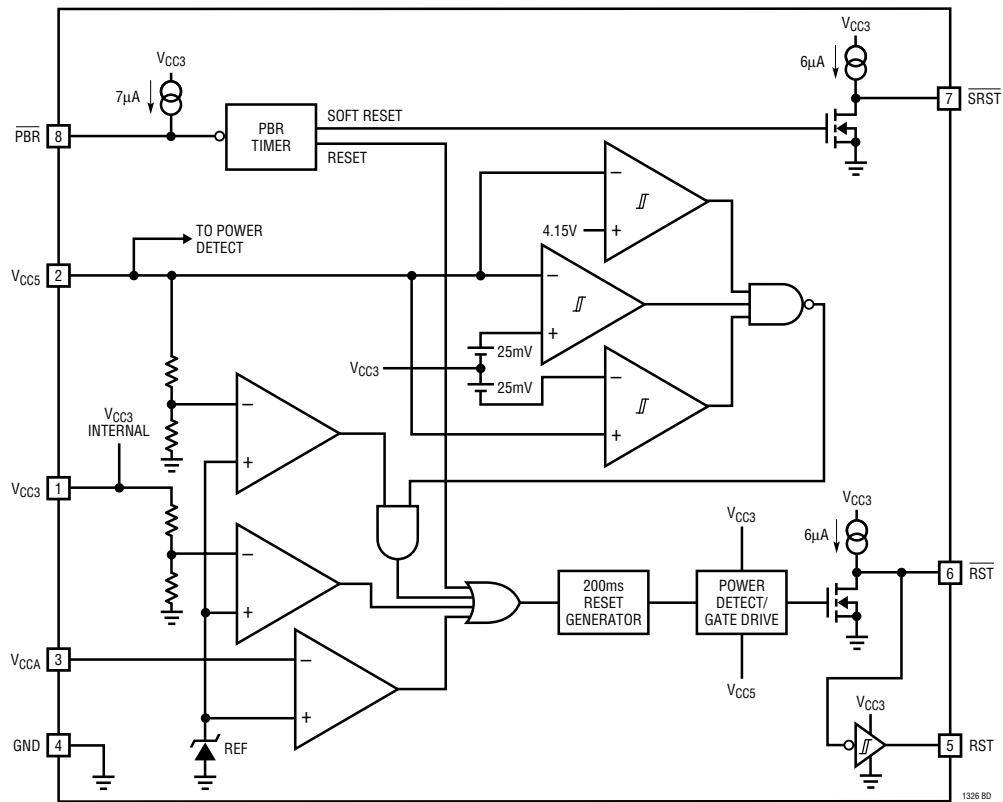 VCC3
7µA
PBR
8
PBR
TIMER
SOFT RESET
RESET
VCC3
6µA
7
SRST
TO POWER
DETECT
VCC5
2
4.15V
–
+
–
+
25mV
VCC3
25mV
–
+
VCC3
INTERNAL
VCC3
1
–
+
–
+
VCCA
3
–
+
GND
4
REF
200ms
RESET
GENERATOR
VCC3
POWER
DETECT/
GATE DRIVE
VCC5
VCC3
6µA
6
RST
VCC3
5
RST
1326 BD